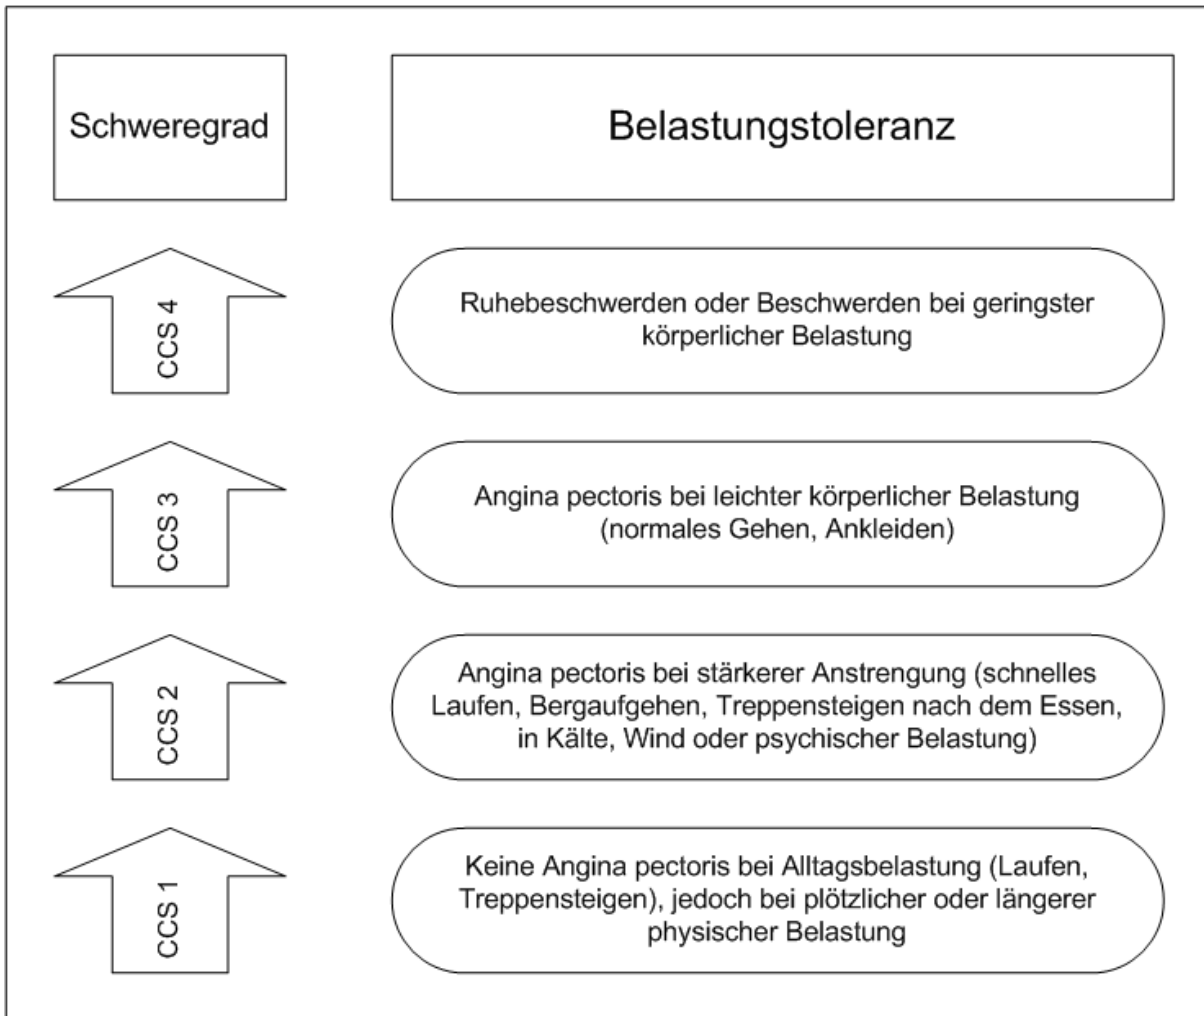 Schweregrad
Belastungstoleranz
CCS 4
Ruhebeschwerden oder Beschwerden bei geringster
körperlicher Belastung
CCS 3
Angina pectoris bei leichter körperlicher Belastung
(normales Gehen, Ankleiden)
CCS 2
Angina pectoris bei stärkerer Anstrengung (schnelles
Laufen, Bergaufgehen, Treppensteigen nach dem Essen,
in Kälte, Wind oder psychischer Belastung)
CCS 1
Keine Angina pectoris bei Alltagsbelastung (Laufen,
Treppensteigen), jedoch bei plötzlicher oder längerer
physischer Belastung